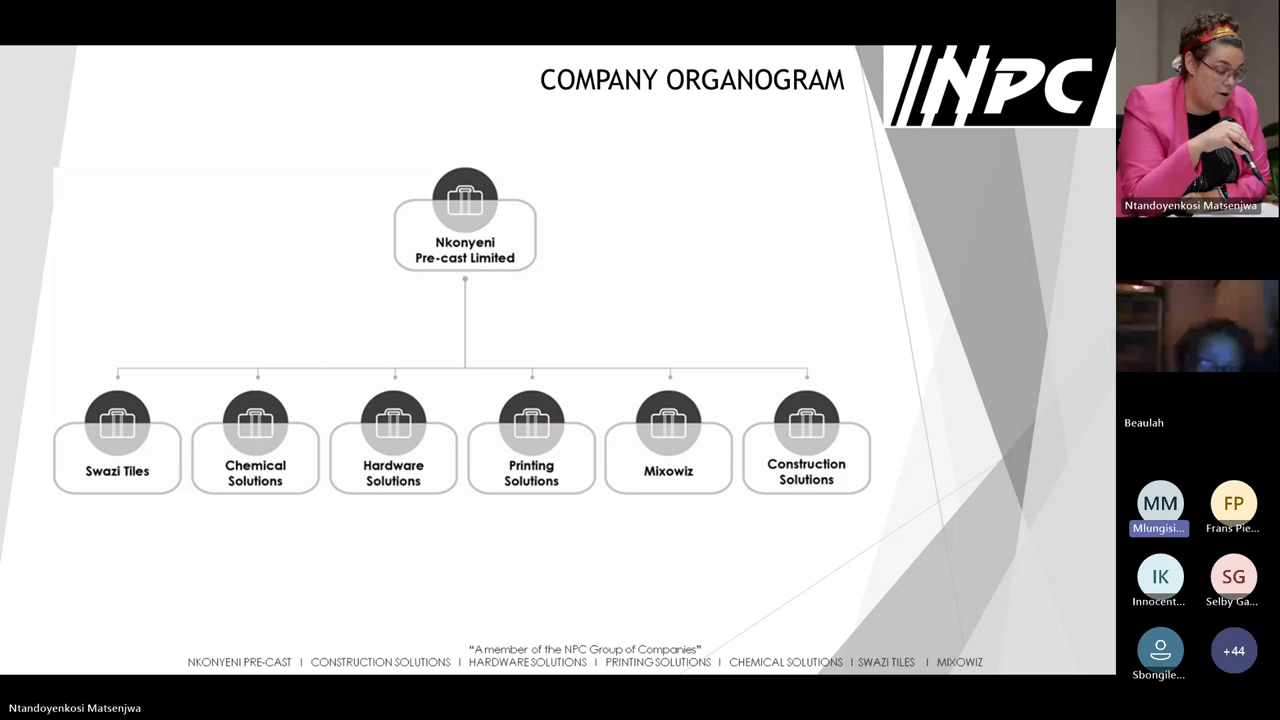 COMPANY ORGANOGRAM
NPC
Nkonyeni
Pre-cast Limited
Swazi Tiles
Chemical
Solutions
Hardware
Solutions
Printing
Solutions
Mixowiz
Construction
Solutions
“A member of the NPC Group of Companies”
NKONYENI PRE-CAST I CONSTRUCTION SOLUTIONS I HARDWARE SOLUTIONS I PRINTING SOLUTIONS I CHEMICAL SOLUTIONS I SWAZI TILES I MIXOWIZ
Ntandoyenkosi Matsenjwa
Beaulah
MM
Mlungisi...
FP
Frans Pie...
IK
Innocent...
SG
Selby Ga...
Sbongile...
+44
Ntandoyenkosi Matsenjwa